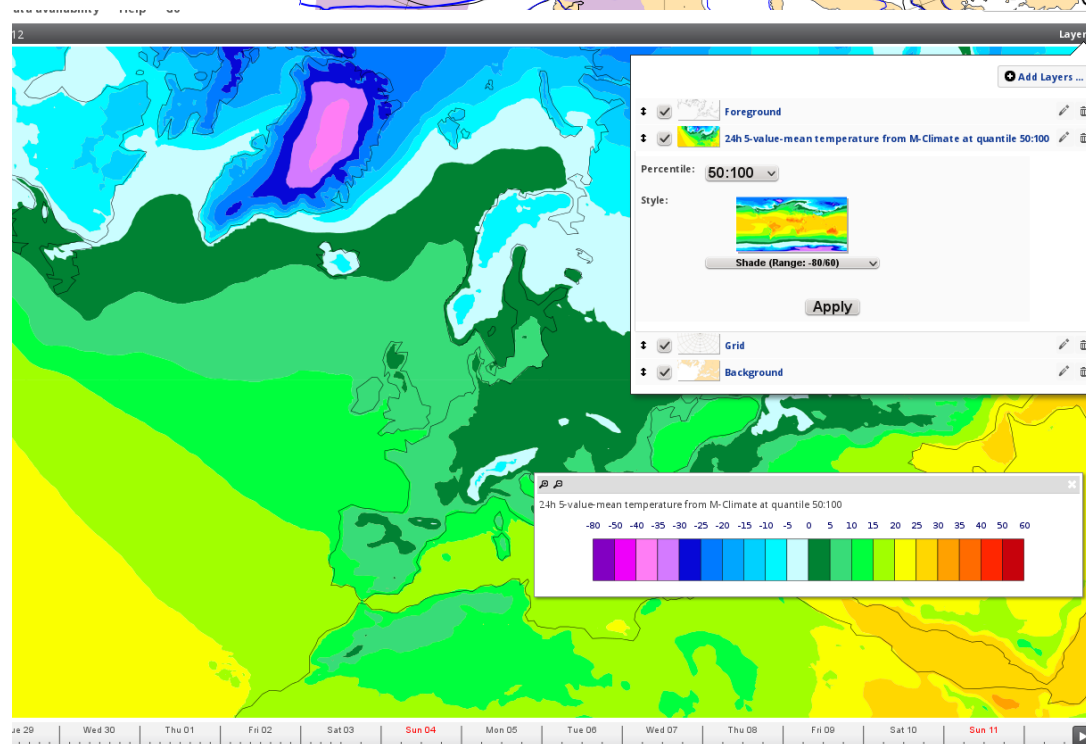 Help
12
Layer
Add Layers ...
Foreground
24h 5-value-mean temperature from M-Climate at quantile 50:100
Percentile:
50:100
Style:
Shade (Range: -80/60)
Apply
Grid
Background
24h 5-value-mean temperature from M-Climate at quantile 50:100
-80 -50 -40 -35 -30 -25 -20 -15 -10 -5 0 5 10 15 20 25 30 35 40 50 60
ue 29 Wed 30 Thu 01 Fri 02 Sat 03 Sun 04 Mon 05 Tue 06 Wed 07 Thu 08 Fri 09 Sat 10 Sun 11